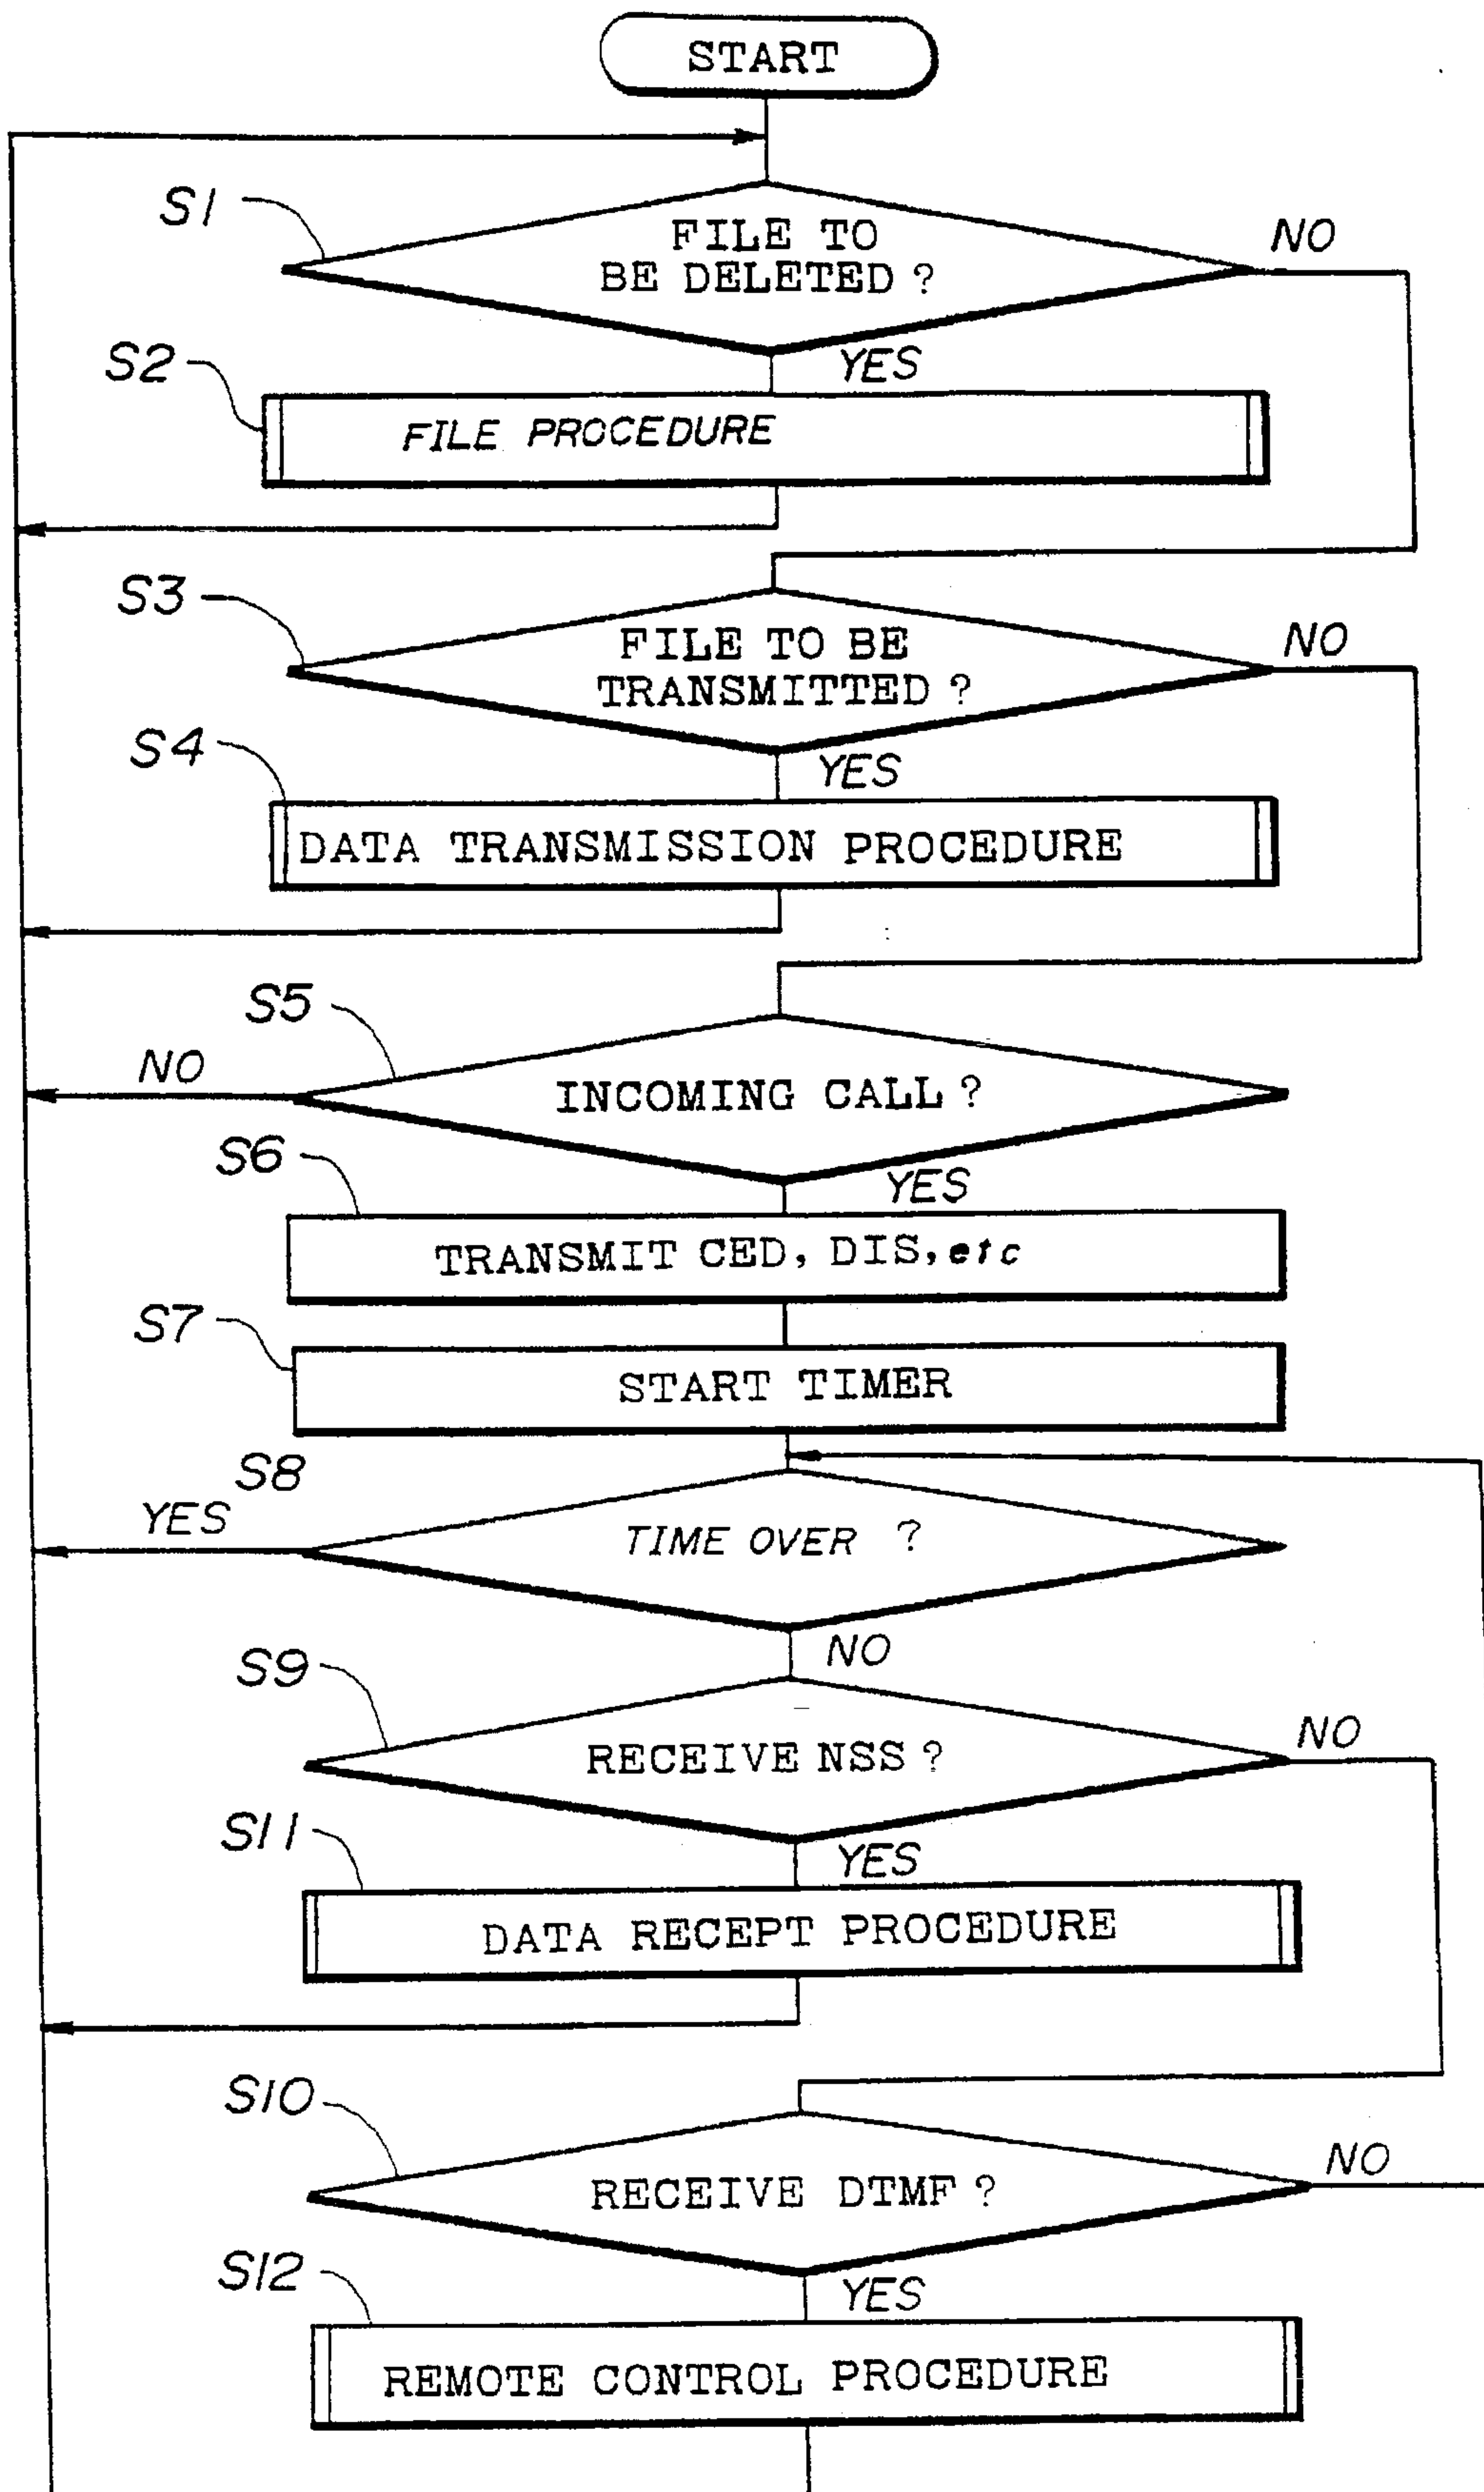 START
S1
FILE TO
BE DELETED ?
NO
YES
S2
FILE PROCEDURE
S3
FILE TO BE
TRANSMITTED ?
NO
YES
S4
DATA TRANSMISSION PROCEDURE
S5
NO
INCOMING CALL ?
YES
S6
TRANSMIT CED, DIS, etc
S7
START TIMER
S8
YES
TIME OVER ?
NO
S9
RECEIVE NSS ?
NO
YES
S11
DATA RECEPT PROCEDURE
S10
RECEIVE DTMF ?
NO
YES
S12
REMOTE CONTROL PROCEDURE